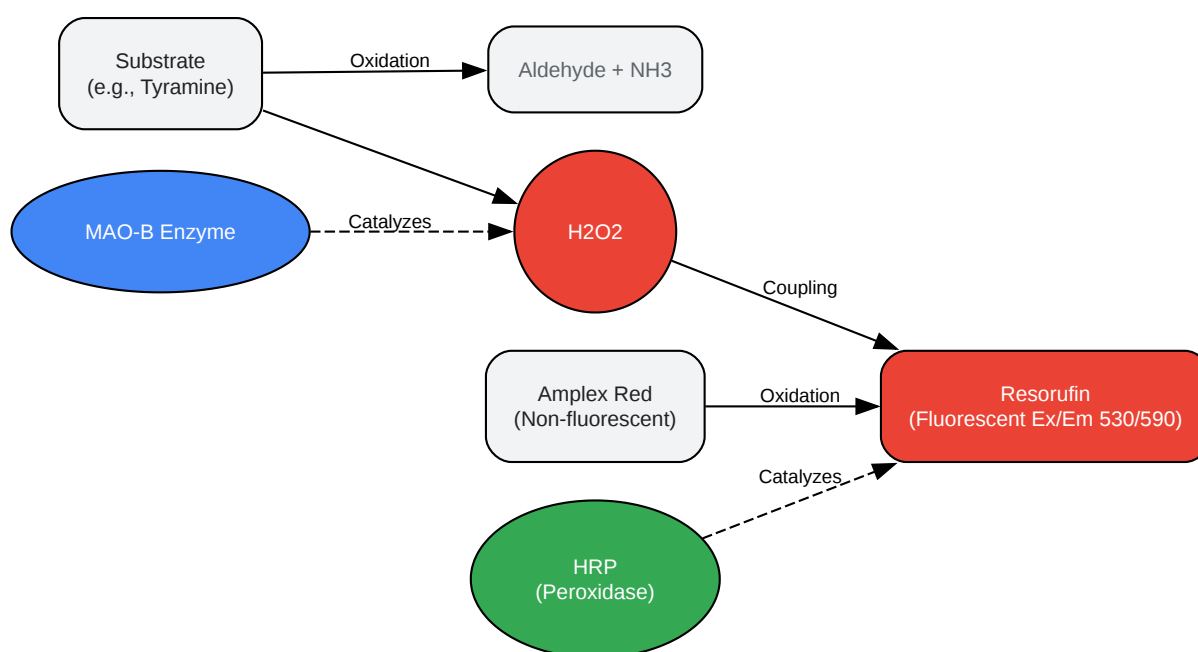 Substrate
(e.g., Tyramine)
Oxidation
Aldehyde + NH3
MAO-B Enzyme
Catalyzes
H2O2
Coupling
Amplex Red
(Non-fluorescent)
Oxidation
Resorufin
(Fluorescent Ex/Em 530/590)
Catalyzes
HRP
(Peroxidase)